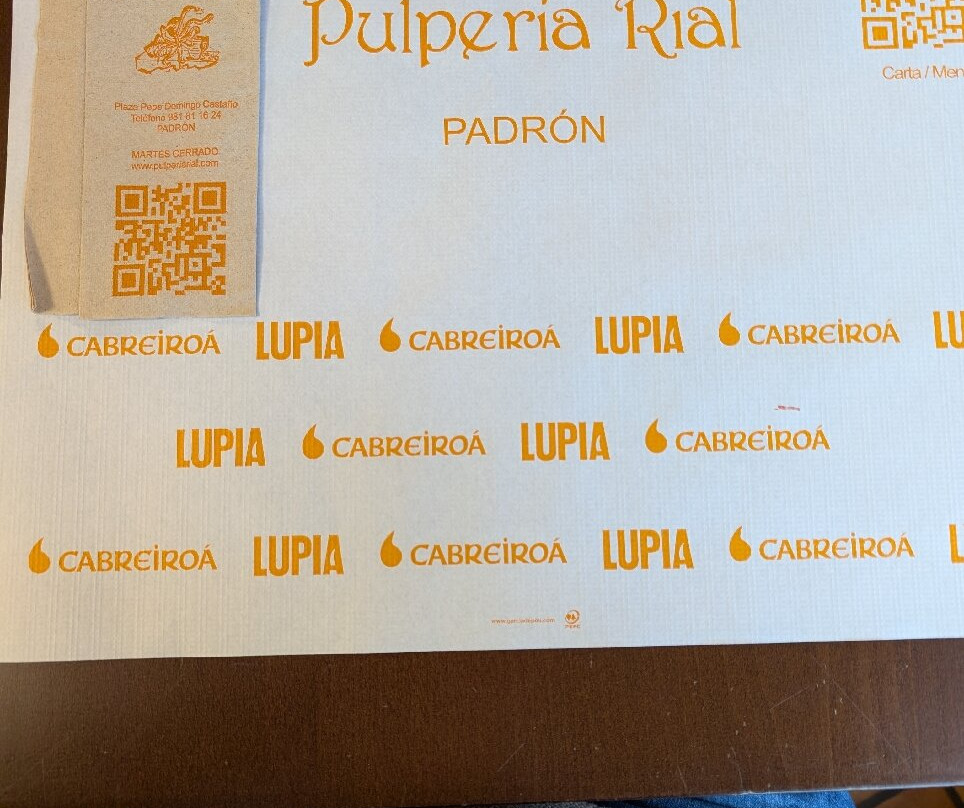 Pulpería Rial
PADRÓN
Carta / Men
Plaza Pepe Domingo Castaño
Teléfono 981 81 16 24
PADRÓN
MARTES CERRADO
www.pulperiarial.com
CABREIROÁ LUPIA CABREIROÁ LUPIA CABREIROÁ LU
LUPIA CABREIROÁ LUPIA CABREIROÁ
CABREIROÁ LUPIA CABREIROÁ LUPIA CABREIROÁ L